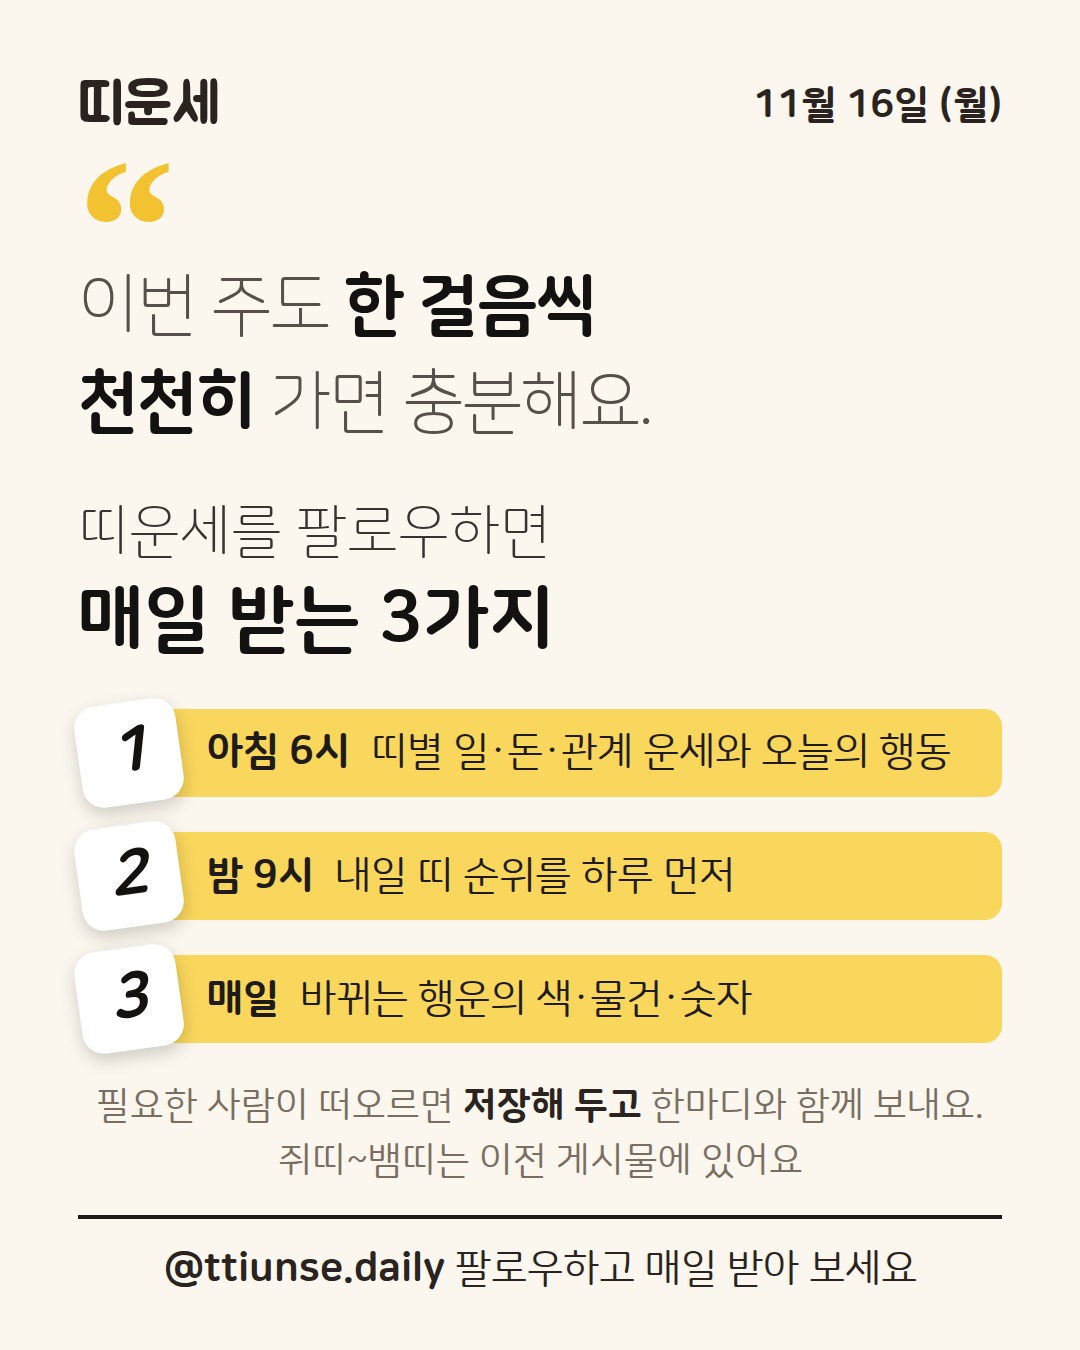 띠운세
11월 16일 (월)
“
이번 주도 한 걸음씩
천천히 가면 충분해요.
띠운세를 팔로우하면
매일 받는 3가지
1 아침 6시 띠별 일·돈·관계 운세와 오늘의 행동
2 밤 9시 내일 띠 순위를 하루 먼저
3 매일 바뀌는 행운의 색·물건·숫자
필요한 사람이 떠오르면 저장해 두고 한마디와 함께 보내요.
쥐띠~뱀띠는 이전 게시물에 있어요
@ttiunse.daily 팔로우하고 매일 받아 보세요